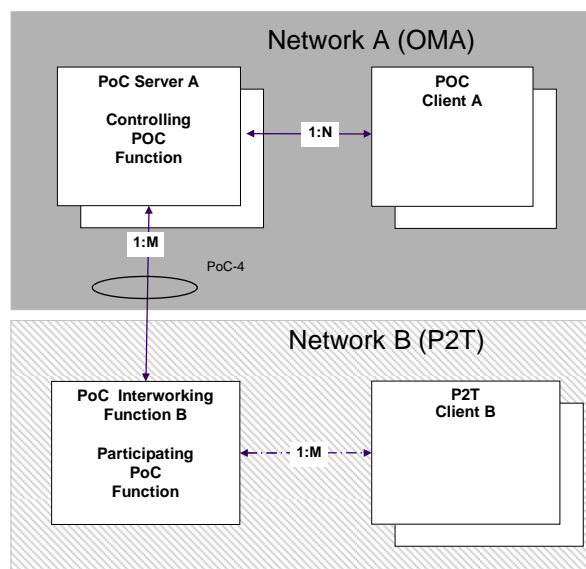 Network A (OMA)
PoC Server A
Controlling
POC
Function
1:N
POC
Client A
1:M
PoC-4
Network B (P2T)
PoC Interworking
Function B
Participating
PoC
Function
1:M
P2T
Client B